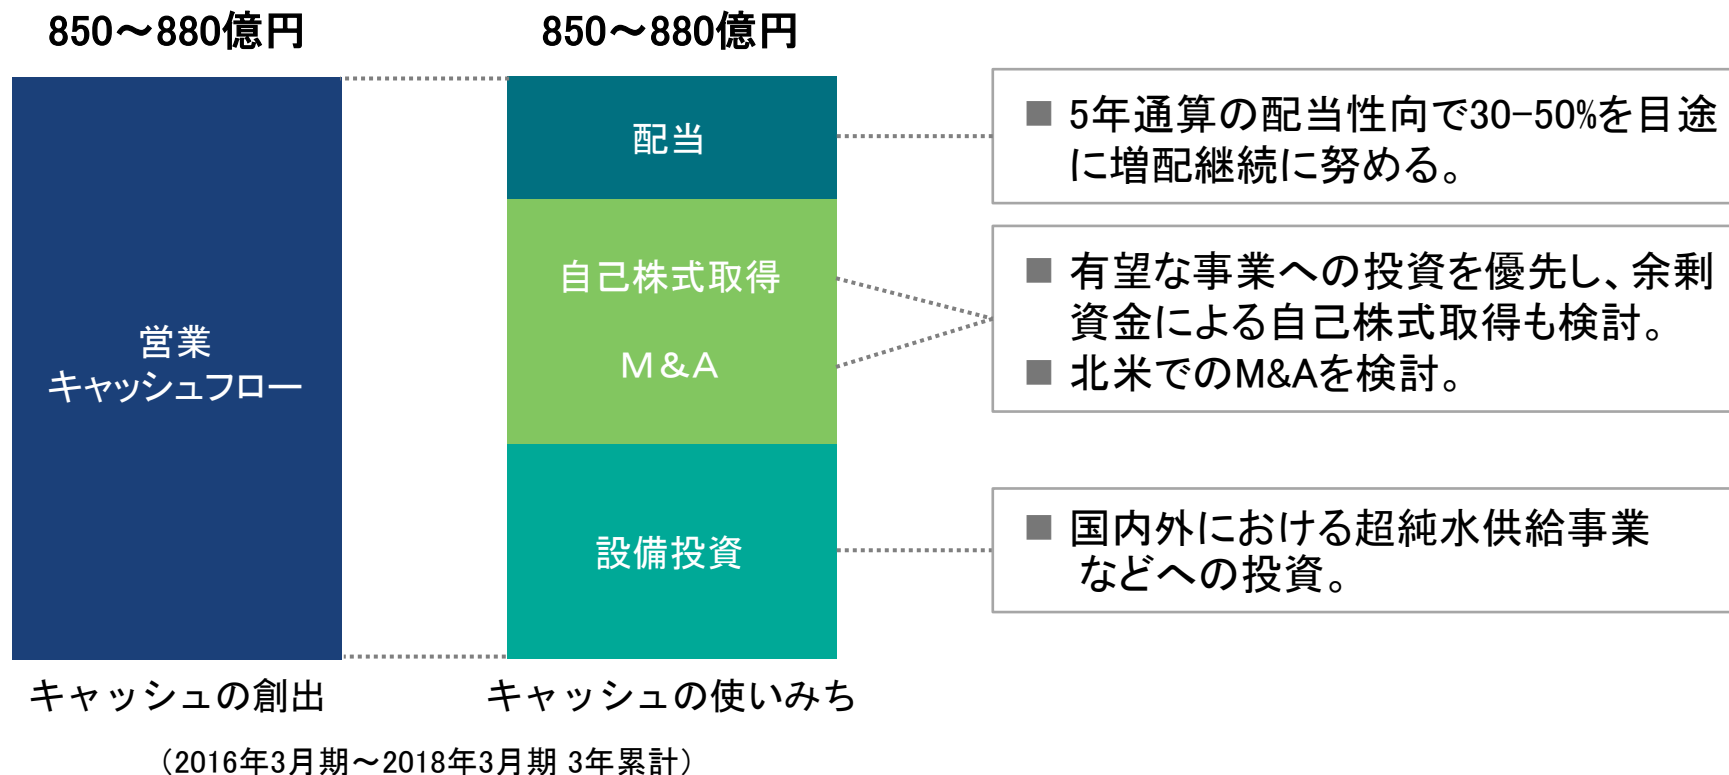 850～880億円
850～880億円
営業
キャッシュフロー
配当
自己株式取得
M&A
設備投資
■ 5年通算の配当性向で30-50%を目途
に増配継続に努める。
■ 有望な事業への投資を優先し、余剰
資金による自己株式取得も検討。
■ 北米でのM&Aを検討。
■ 国内外における超純水供給事業
などへの投資。
キャッシュの創出
キャッシュの使いみち
（2016年3月期～2018年3月期 3年累計）